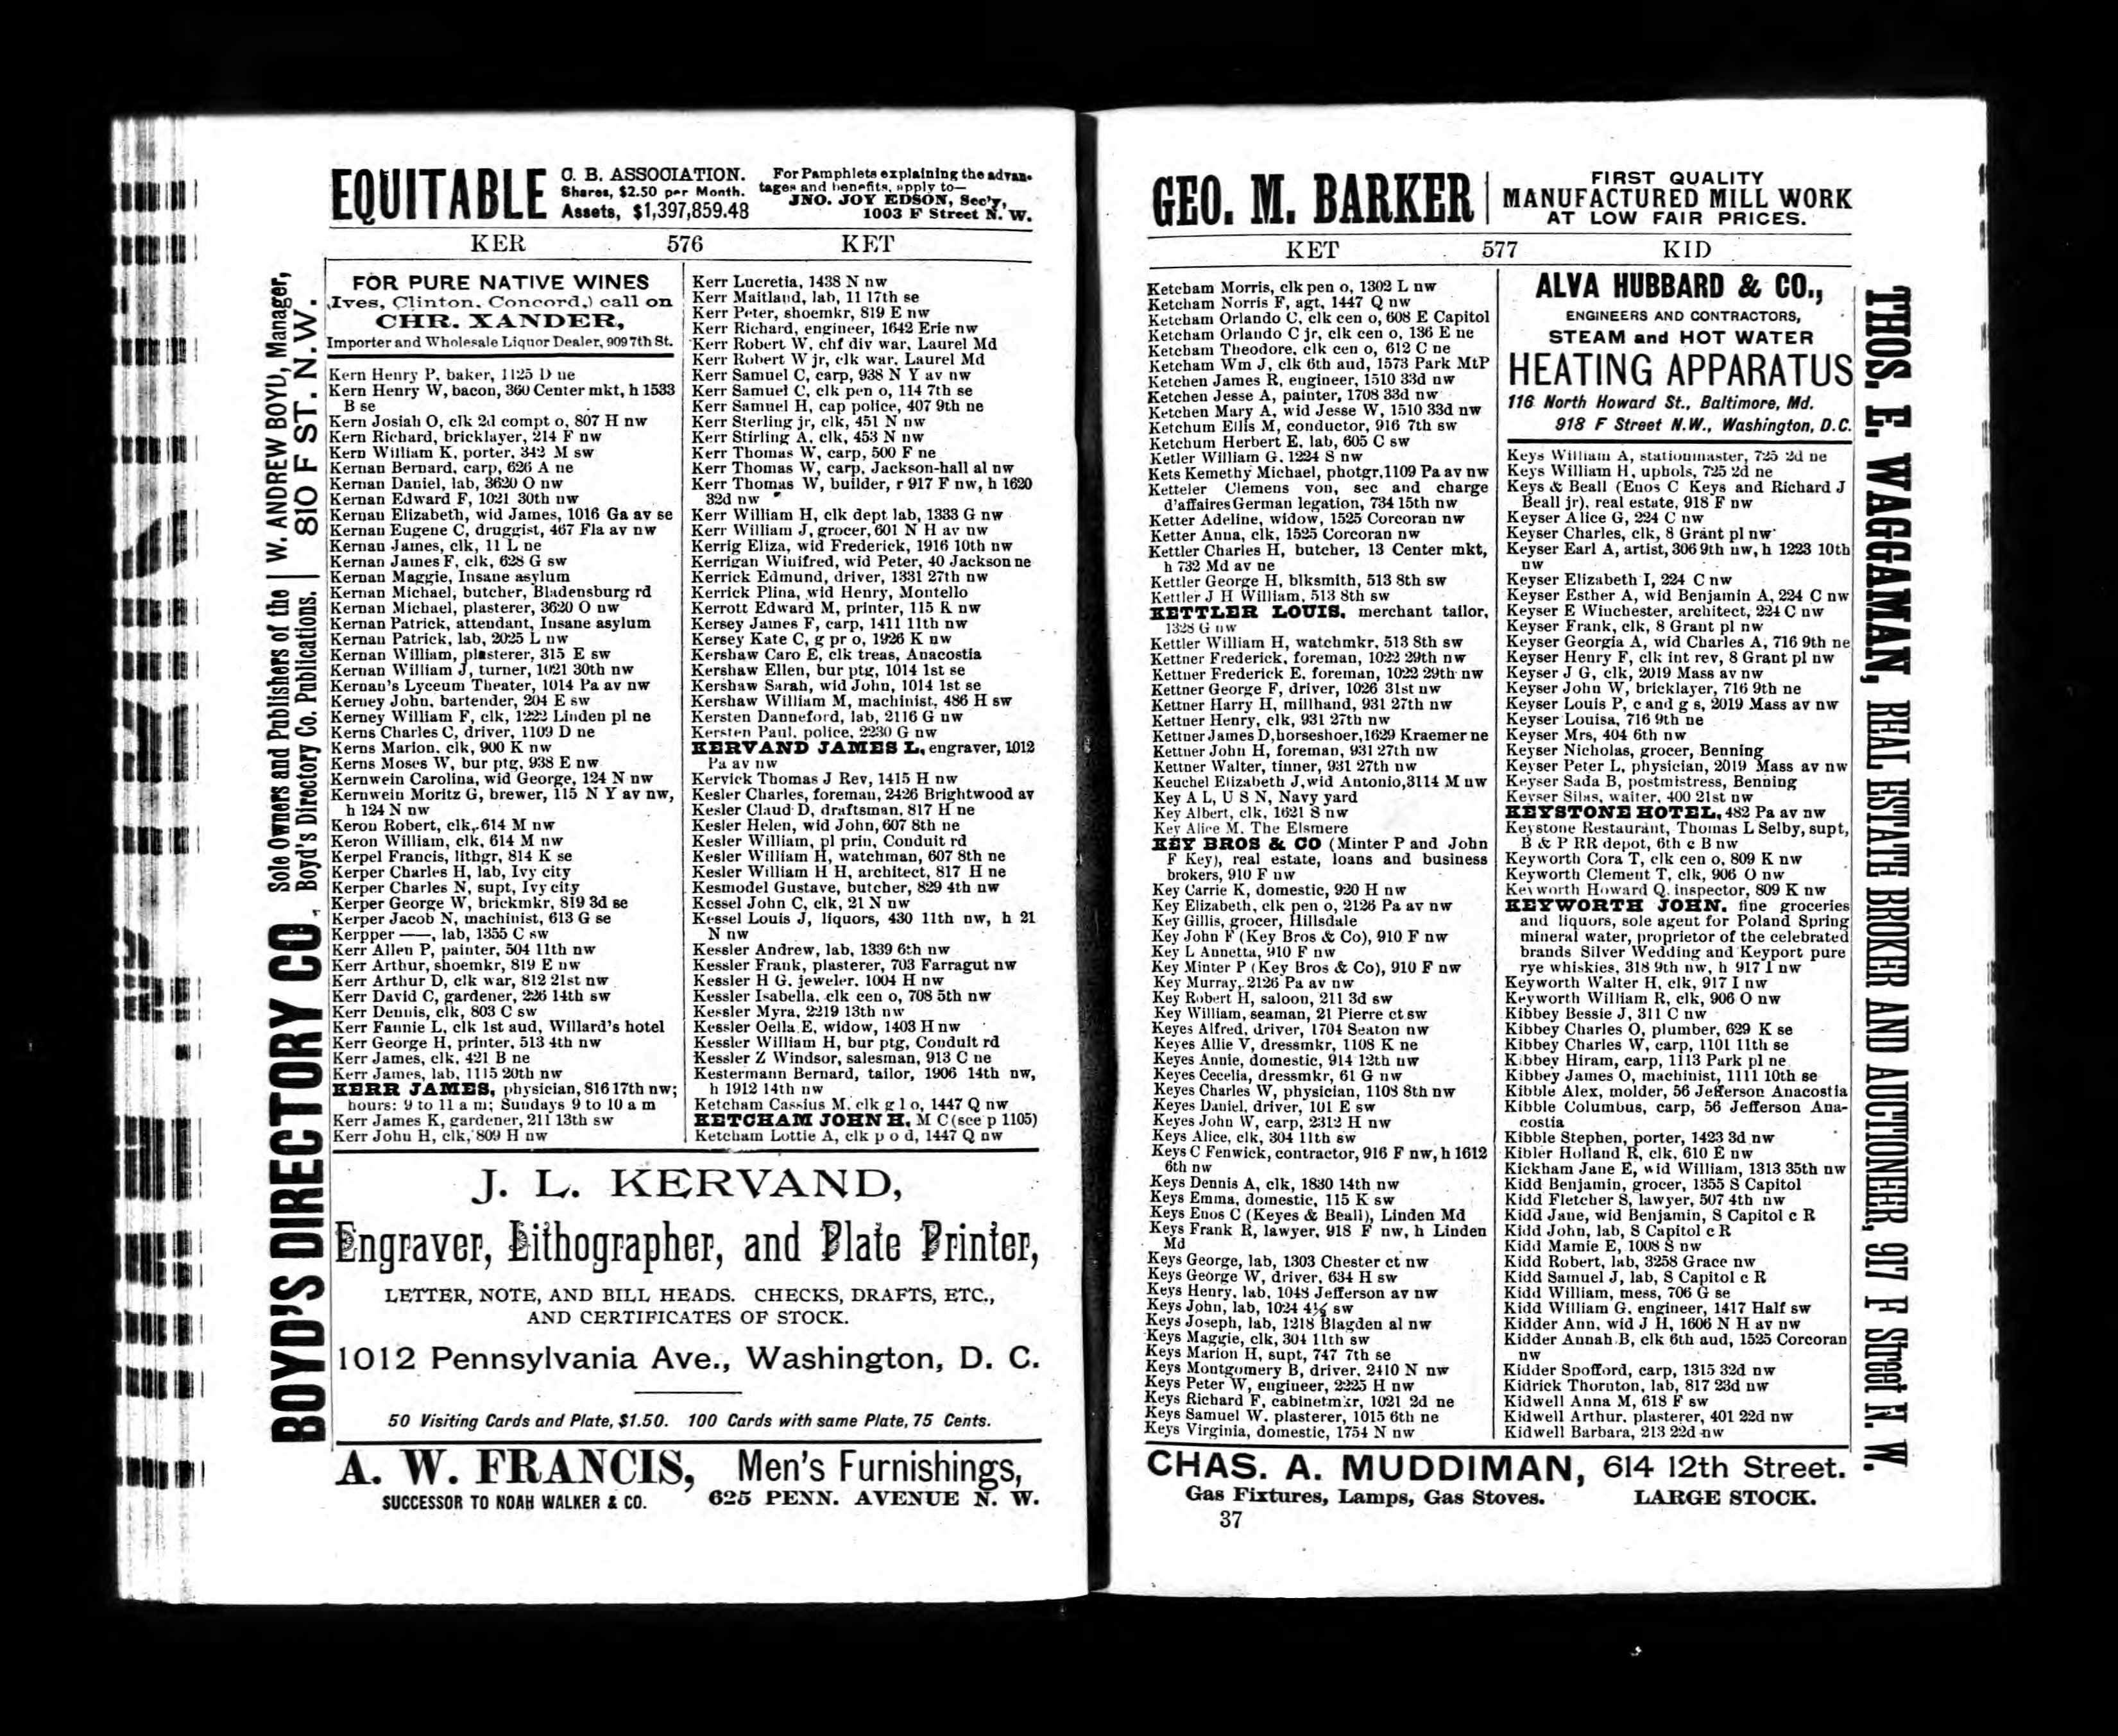 EQUITABLE
O. B. ASSOCIATION.
Shares, $2.50 per Month.
Assets, $1,397,859.48
For Pamphlets explaining the advan-
tages and benefits, apply to—
JNO. JOY EDSON, Sec'y,
1003 F Street N. W.
KER 576 KET
W. ANDREW BOYD, Manager,
810 F ST. N.W.
Sole Owners and Publishers of the
Boyd's Directory Co. Publications.
BOYD'S DIRECTORY CO.
FOR PURE NATIVE WINES
(Ives, Clinton, Concord,) call on
CHR. XANDER,
Importer and Wholesale Liquor Dealer, 909 7th St.
Kern Henry P, baker, 1125 D ne
Kern Henry W, bacon, 360 Center mkt, h 1533
B se
Kern Josiah O, clk 2d compt o, 807 H nw
Kern Richard, bricklayer, 214 F nw
Kern William K, porter, 342 M sw
Kernan Bernard, carp, 626 A ne
Kernan Daniel, lab, 3620 O nw
Kernan Edward F, 1021 30th nw
Kernan Elizabeth, wid James, 1016 Ga av se
Kernan Eugene C, druggist, 467 Fla av nw
Kernan James, clk, 11 L ne
Kernan James F, clk, 628 G sw
Kernan Maggie, Insane asylum
Kernan Michael, butcher, Bladensburg rd
Kernan Michael, plasterer, 3620 O nw
Kernan Patrick, attendant, Insane asylum
Kernan Patrick, lab, 2025 L nw
Kernan William, plasterer, 315 E sw
Kernan William J, turner, 1021 30th nw
Kernan's Lyceum Theater, 1014 Pa av nw
Kerney John, bartender, 204 E sw
Kerney William F, clk, 1222 Linden pl ne
Kerns Charles C, driver, 1109 D ne
Kerns Marion, clk, 900 K nw
Kerns Moses W, bur ptg, 938 E nw
Kernwein Carolina, wid George, 124 N nw
Kernwein Moritz G, brewer, 115 N Y av nw,
h 124 N nw
Keron Robert, clk, 614 M nw
Keron William, clk, 614 M nw
Kerpel Francis, lithgr, 814 K se
Kerper Charles H, lab, Ivy city
Kerper Charles N, supt, Ivy city
Kerper George W, brickmkr, 819 3d se
Kerper Jacob N, machinist, 613 G se
Kerpper ——, lab, 1355 C sw
Kerr Allen P, painter, 504 11th nw
Kerr Arthur, shoemkr, 819 E nw
Kerr Arthur D, clk war, 812 21st nw
Kerr David C, gardener, 226 14th sw
Kerr Dennis, clk, 803 C sw
Kerr Fannie L, clk 1st aud, Willard's hotel
Kerr George H, printer, 513 4th nw
Kerr James, clk, 421 B ne
Kerr James, lab, 1115 20th nw
KERR JAMES, physician, 816 17th nw;
hours: 9 to 11 a m; Sundays 9 to 10 a m
Kerr James K, gardener, 211 13th sw
Kerr John H, clk, 809 H nw
Kerr Lucretia, 1438 N nw
Kerr Maitland, lab, 11 17th se
Kerr Peter, shoemkr, 819 E nw
Kerr Richard, engineer, 1642 Erie nw
Kerr Robert W, chf div war, Laurel Md
Kerr Robert W jr, clk war, Laurel Md
Kerr Samuel C, carp, 938 N Y av nw
Kerr Samuel C, clk pen o, 114 7th se
Kerr Samuel H, cap police, 407 9th ne
Kerr Sterling jr, clk, 451 N nw
Kerr Stirling A, clk, 453 N nw
Kerr Thomas W, carp, 500 F ne
Kerr Thomas W, carp, Jackson-hall al nw
Kerr Thomas W, builder, r 917 F nw, h 1620
32d nw
Kerr William H, clk dept lab, 1333 G nw
Kerr William J, grocer, 601 N H av nw
Kerrig Eliza, wid Frederick, 1916 10th nw
Kerrigan Winifred, wid Peter, 40 Jackson ne
Kerrick Edmund, driver, 1331 27th nw
Kerrick Plina, wid Henry, Montello
Kerrott Edward M, printer, 115 R nw
Kersey James F, carp, 1411 11th nw
Kersey Kate C, g pr o, 1926 K nw
Kershaw Caro E, clk treas, Anacostia
Kershaw Ellen, bur ptg, 1014 1st se
Kershaw Sarah, wid John, 1014 1st se
Kershaw William M, machinist, 486 H sw
Kersten Danneford, lab, 2116 G nw
Kersten Paul, police, 2230 G nw
KERVAND JAMES L, engraver, 1012
Pa av nw
Kervick Thomas J Rev, 1415 H nw
Kesler Charles, foreman, 2426 Brightwood av
Kesler Claud D, draftsman, 817 H ne
Kesler Helen, wid John, 607 8th ne
Kesler William, pl prin, Conduit rd
Kesler William H, watchman, 607 8th ne
Kesler William H H, architect, 817 H ne
Kesmodel Gustave, butcher, 829 4th nw
Kessel John C, clk, 21 N nw
Kessel Louis J, liquors, 430 11th nw, h 21
N nw
Kessler Andrew, lab, 1339 6th nw
Kessler Frank, plasterer, 703 Farragut nw
Kessler H G, jeweler, 1004 H nw
Kessler Isabella, clk cen o, 708 5th nw
Kessler Myra, 2219 13th nw
Kessler Oella E, widow, 1403 H nw
Kessler William H, bur ptg, Conduit rd
Kessler Z Windsor, salesman, 913 C ne
Kestermann Bernard, tailor, 1906 14th nw,
h 1912 14th nw
Ketcham Cassius M, clk g l o, 1447 Q nw
KETCHAM JOHN H, M C (see p 1105)
Ketcham Lottie A, clk p o d, 1447 Q nw
J. L. KERVAND,
Engraver, Lithographer, and Plate Printer,
LETTER, NOTE, AND BILL HEADS. CHECKS, DRAFTS, ETC.,
AND CERTIFICATES OF STOCK.
1012 Pennsylvania Ave., Washington, D. C.
50 Visiting Cards and Plate, $1.50. 100 Cards with same Plate, 75 Cents.
A. W. FRANCIS, Men's Furnishings,
SUCCESSOR TO NOAH WALKER & CO. 625 PENN. AVENUE N. W.
GEO. M. BARKER
FIRST QUALITY
MANUFACTURED MILL WORK
AT LOW FAIR PRICES.
KET 577 KID
Ketcham Morris, clk pen o, 1302 L nw
Ketcham Norris F, agt, 1447 Q nw
Ketcham Orlando C, clk cen o, 608 E Capitol
Ketcham Orlando C jr, clk cen o, 136 E ne
Ketcham Theodore, clk cen o, 612 C ne
Ketcham Wm J, clk 6th aud, 1573 Park MtP
Ketchen James R, engineer, 1510 33d nw
Ketchen Jesse A, painter, 1708 33d nw
Ketchen Mary A, wid Jesse W, 1510 33d nw
Ketchum Ellis M, conductor, 916 7th sw
Ketchum Herbert E, lab, 605 C sw
Ketler William G, 1224 S nw
Kets Kemethy Michael, photgr, 1109 Pa av nw
Ketteler Clemens von, sec and charge
d'affaires German legation, 734 15th nw
Ketter Adeline, widow, 1525 Corcoran nw
Ketter Anna, clk, 1525 Corcoran nw
Kettler Charles H, butcher, 13 Center mkt,
h 732 Md av ne
Kettler George H, blksmith, 513 8th sw
Kettler J H William, 513 8th sw
KETTLER LOUIS, merchant tailor,
1328 G nw
Kettler William H, watchmkr, 513 8th sw
Kettner Frederick, foreman, 1022 29th nw
Kettner Frederick E, foreman, 1022 29th nw
Kettner George F, driver, 1026 31st nw
Kettner Harry H, millhand, 931 27th nw
Kettner Henry, clk, 931 27th nw
Kettner James D, horseshoer, 1629 Kraemer ne
Kettner John H, foreman, 931 27th nw
Kettner Walter, tinner, 931 27th nw
Keuchel Elizabeth J, wid Antonio, 3114 M nw
Key A L, U S N, Navy yard
Key Albert, clk, 1621 S nw
Key Alice M, The Elsmere
KEY BROS & CO (Minter P and John
F Key), real estate, loans and business
brokers, 910 F nw
Key Carrie K, domestic, 920 H nw
Key Elizabeth, clk pen o, 2126 Pa av nw
Key Gillis, grocer, Hillsdale
Key John F (Key Bros & Co), 910 F nw
Key L Annetta, 910 F nw
Key Minter P (Key Bros & Co), 910 F nw
Key Murray, 2126 Pa av nw
Key Robert H, saloon, 211 3d sw
Key William, seaman, 21 Pierce ct sw
Keyes Alfred, driver, 1704 Seaton nw
Keyes Allie V, dressmkr, 1108 K ne
Keyes Annie, domestic, 914 12th nw
Keyes Cecelia, dressmkr, 61 G nw
Keyes Charles W, physician, 1108 8th nw
Keyes Daniel, driver, 101 E sw
Keyes John W, carp, 2312 H nw
Keys Alice, clk, 304 11th sw
Keys C Fenwick, contractor, 916 F nw, h 1612
6th nw
Keys Dennis A, clk, 1830 14th nw
Keys Emma, domestic, 115 K sw
Keys Enos C (Keyes & Beall), Linden Md
Keys Frank R, lawyer, 918 F nw, h Linden
Md
Keys George, lab, 1303 Chester ct nw
Keys George W, driver, 634 H sw
Keys Henry, lab, 1048 Jefferson av nw
Keys John, lab, 1024 4½ sw
Keys Joseph, lab, 1218 Blagden al nw
Keys Maggie, clk, 304 11th sw
Keys Marion H, supt, 747 7th se
Keys Montgomery B, driver, 2410 N nw
Keys Peter W, engineer, 2225 H nw
Keys Richard F, cabinetmkr, 1021 2d ne
Keys Samuel W, plasterer, 1015 6th ne
Keys Virginia, domestic, 1754 N nw
ALVA HUBBARD & CO.,
ENGINEERS AND CONTRACTORS,
STEAM and HOT WATER
HEATING APPARATUS
116 North Howard St., Baltimore, Md.
918 F Street N.W., Washington, D.C.
Keys William A, stationmaster, 725 2d ne
Keys William H, uphols, 725 2d ne
Keys & Beall (Enos C Keys and Richard J
Beall jr), real estate, 918 F nw
Keyser Alice G, 224 C nw
Keyser Charles, clk, 8 Grant pl nw
Keyser Earl A, artist, 306 9th nw, h 1223 10th
nw
Keyser Elizabeth I, 224 C nw
Keyser Esther A, wid Benjamin A, 224 C nw
Keyser E Winchester, architect, 224 C nw
Keyser Frank, clk, 8 Grant pl nw
Keyser Georgia A, wid Charles A, 716 9th ne
Keyser Henry F, clk int rev, 8 Grant pl nw
Keyser J G, clk, 2019 Mass av nw
Keyser John W, bricklayer, 716 9th ne
Keyser Louis P, c and g s, 2019 Mass av nw
Keyser Louisa, 716 9th ne
Keyser Mrs, 404 6th nw
Keyser Nicholas, grocer, Benning
Keyser Peter L, physician, 2019 Mass av nw
Keyser Sada B, postmistress, Benning
Keyser Silas, waiter, 400 21st nw
KEYSTONE HOTEL, 482 Pa av nw
Keystone Restaurant, Thomas L Selby, supt,
B & P RR depot, 6th c B nw
Keyworth Cora T, clk cen o, 809 K nw
Keyworth Clement T, clk, 906 O nw
Keyworth Howard Q, inspector, 809 K nw
KEYWORTH JOHN, fine groceries
and liquors, sole agent for Poland Spring
mineral water, proprietor of the celebrated
brands Silver Wedding and Keyport pure
rye whiskies, 318 9th nw, h 917 I nw
Keyworth Walter H, clk, 917 I nw
Keyworth William R, clk, 906 O nw
Kibbey Bessie J, 311 C nw
Kibbey Charles O, plumber, 629 K se
Kibbey Charles W, carp, 1101 11th se
Kibbey Hiram, carp, 1113 Park pl ne
Kibbey James O, machinist, 1111 10th se
Kibble Alex, molder, 56 Jefferson Anacostia
Kibble Columbus, carp, 56 Jefferson Ana-
costia
Kibble Stephen, porter, 1423 3d nw
Kibler Holland R, clk, 610 E nw
Kickham Jane E, wid William, 1313 35th nw
Kidd Benjamin, grocer, 1355 S Capitol
Kidd Fletcher S, lawyer, 507 4th nw
Kidd Jane, wid Benjamin, S Capitol c R
Kidd John, lab, S Capitol c R
Kidd Mamie E, 1008 S nw
Kidd Robert, lab, 3258 Grace nw
Kidd Samuel J, lab, S Capitol c R
Kidd William, mess, 706 G se
Kidd William G, engineer, 1417 Half sw
Kidder Ann, wid J H, 1606 N H av nw
Kidder Annah B, clk 6th aud, 1525 Corcoran
nw
Kidder Spofford, carp, 1315 32d nw
Kidrick Thornton, lab, 817 23d nw
Kidwell Anna M, 618 F sw
Kidwell Arthur, plasterer, 401 22d nw
Kidwell Barbara, 213 22d nw
THOS. E. WAGGAMAN, REAL ESTATE BROKER AND AUCTIONEER, 917 F Street N. W.
CHAS. A. MUDDIMAN, 614 12th Street.
Gas Fixtures, Lamps, Gas Stoves. LARGE STOCK.
37